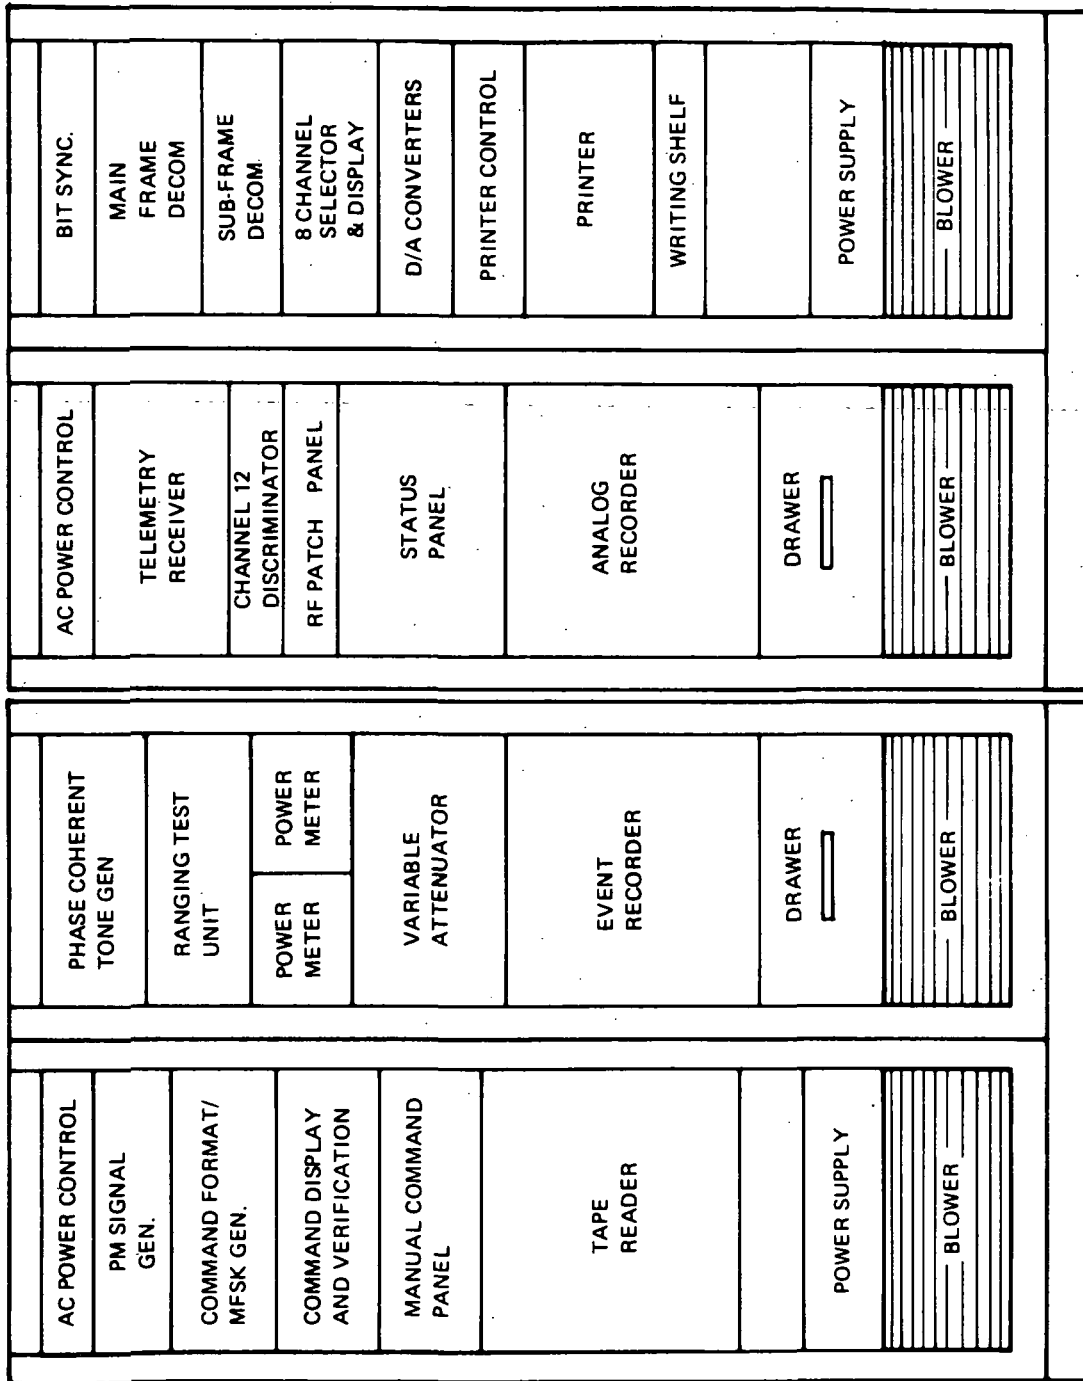 AC POWER CONTROL
PM SIGNAL
GEN.
COMMAND FORMAT/
MFSK GEN.
COMMAND DISPLAY
AND VERIFICATION
MANUAL COMMAND
PANEL
TAPE
READER
POWER SUPPLY
BLOWER
PHASE COHERENT
TONE GEN
RANGING TEST
UNIT
POWER
METER
POWER
METER
VARIABLE
ATTENUATOR
EVENT
RECORDER
DRAWER
BLOWER
AC POWER CONTROL
TELEMETRY
RECEIVER
CHANNEL 12
DISCRIMINATOR
RF PATCH PANEL
STATUS
PANEL
ANALOG
RECORDER
DRAWER
BLOWER
BIT SYNC.
MAIN
FRAME
DECOM
SUB-FRAME
DECOM
8 CHANNEL
SELECTOR
& DISPLAY
D/A CONVERTERS
PRINTER CONTROL
PRINTER
WRITING SHELF
POWER SUPPLY
BLOWER